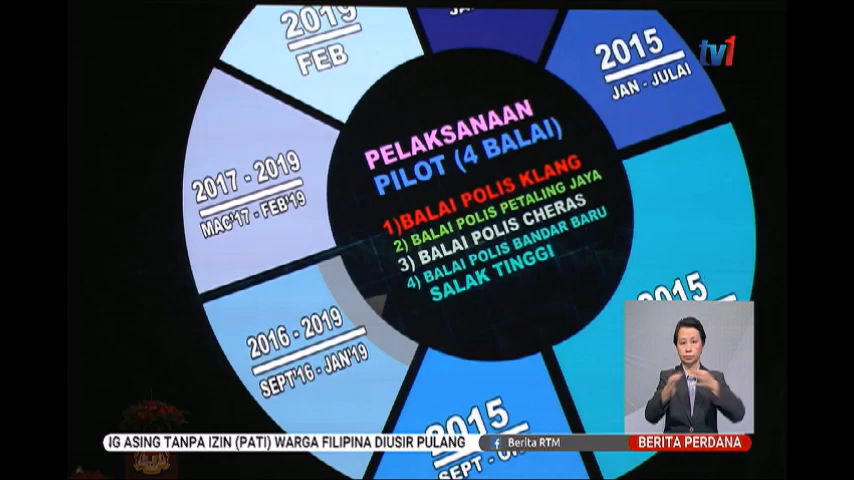 2019
FEB
JA
2015
JAN - JULAI
tv1
PELAKSANAAN
PILOT (4 BALAI)
1)BALAI POLIS KLANG
2) BALAI POLIS PETALING JAYA
3) BALAI POLIS CHERAS
4) BALAI POLIS BANDAR BARU
SALAK TINGGI
2017 - 2019
MAC'17 - FEB'19
2016 - 2019
SEPT'16 - JAN'19
2015
SEPT -
2015
IG ASING TANPA IZIN (PATI) WARGA FILIPINA DIUSIR PULANG
f Berita RTM
BERITA PERDANA